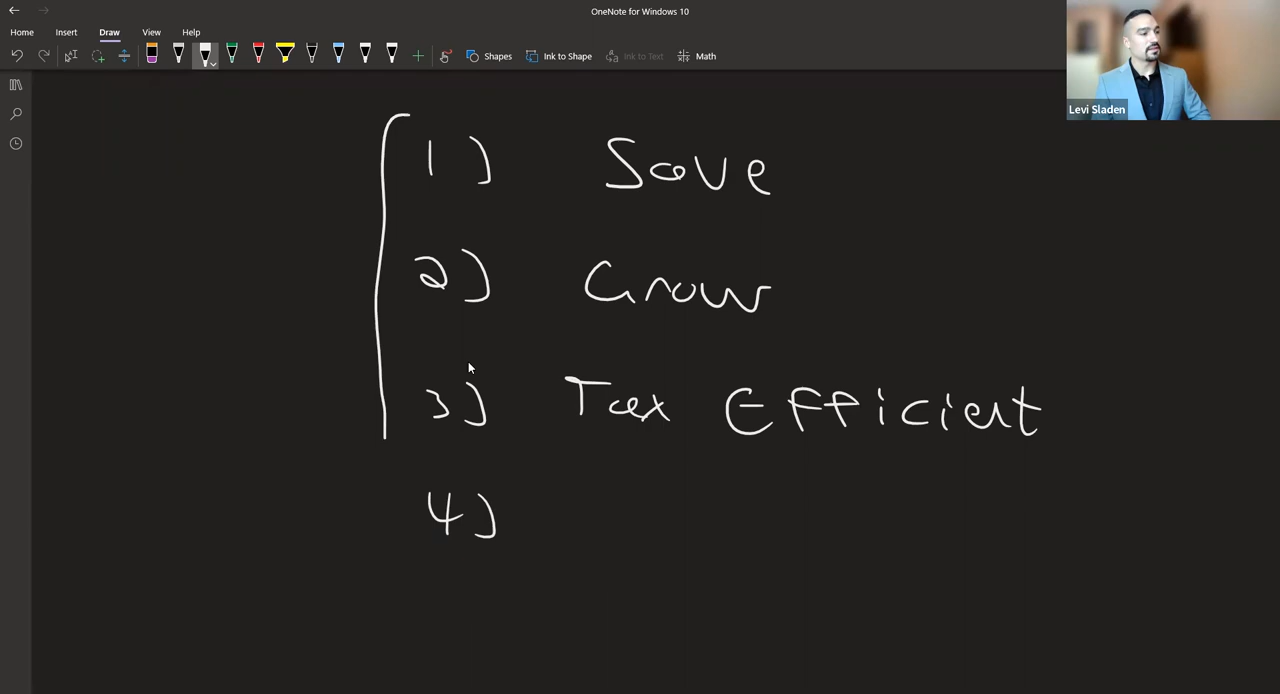 OneNote for Windows 10
Home Insert Draw View Help
Shapes Ink to Shape Ink to Text Math
Levi Sladen
1) Save
2) Grow
3) Tax Efficient
4)